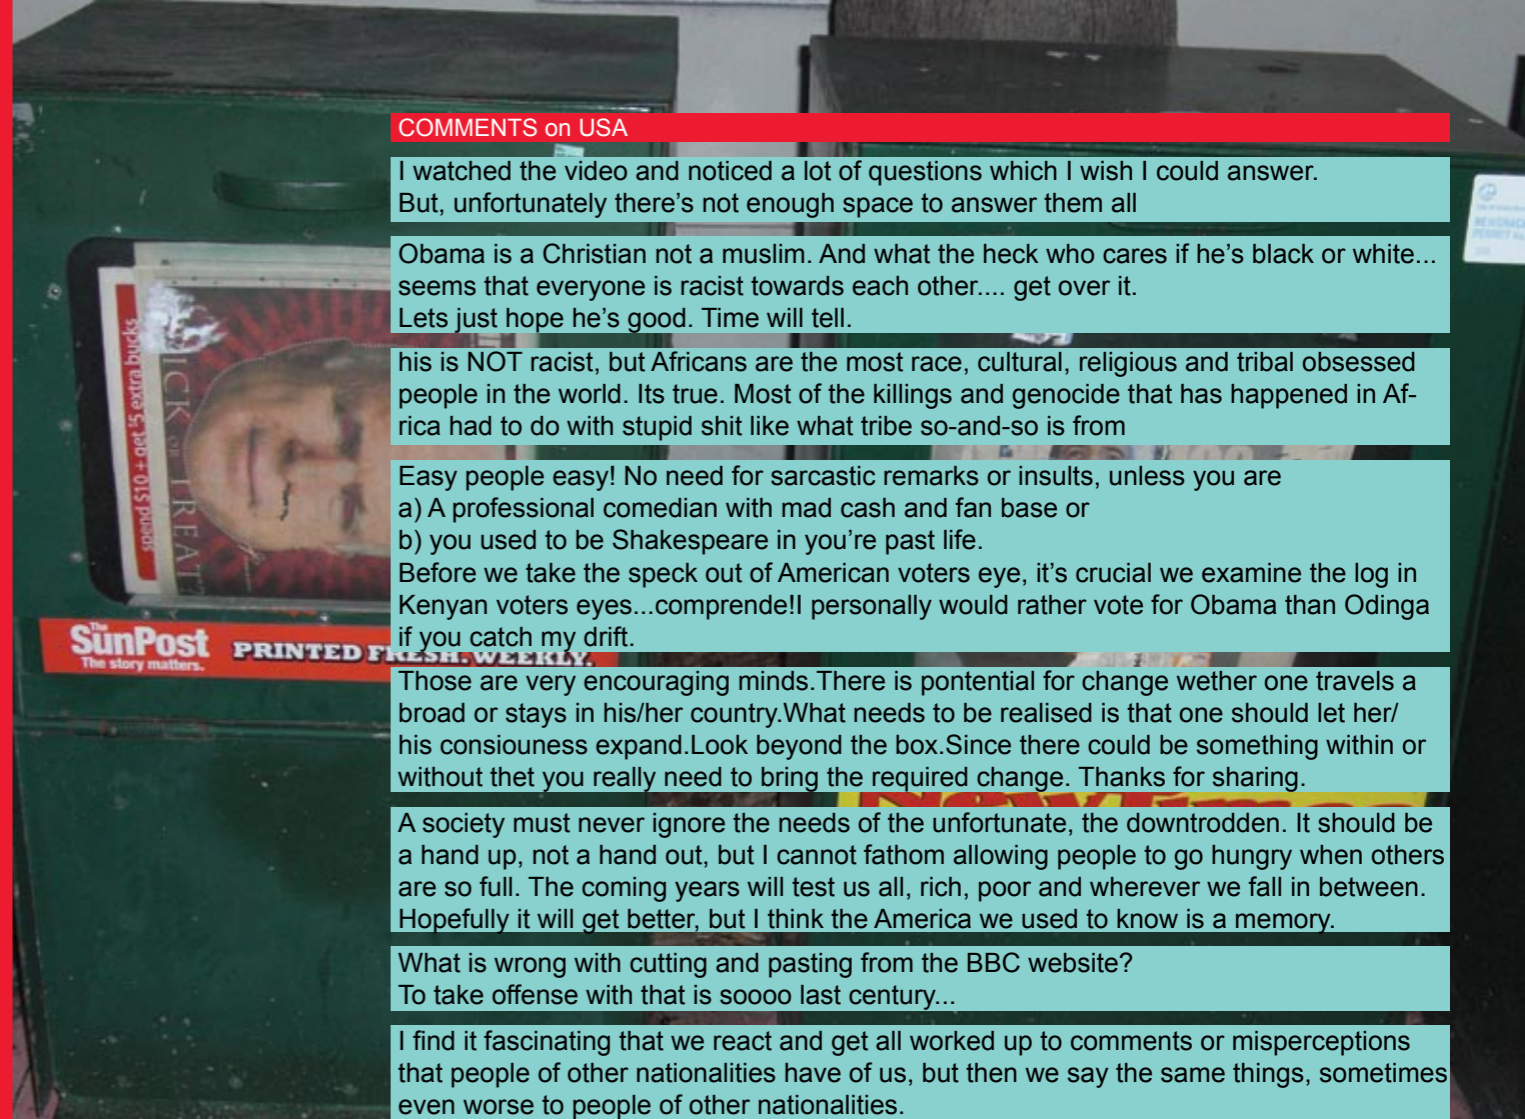 COMMENTS on USA
I watched the video and noticed a lot of questions which I wish I could answer.
But, unfortunately there's not enough space to answer them all
Obama is a Christian not a muslim. And what the heck who cares if he's black or white...
seems that everyone is racist towards each other.... get over it.
Lets just hope he's good. Time will tell.
his is NOT racist, but Africans are the most race, cultural, religious and tribal obsessed
people in the world. Its true. Most of the killings and genocide that has happened in Af-
rica had to do with stupid shit like what tribe so-and-so is from
Easy people easy! No need for sarcastic remarks or insults, unless you are
a) A professional comedian with mad cash and fan base or
b) you used to be Shakespeare in you're past life.
Before we take the speck out of American voters eye, it's crucial we examine the log in
Kenyan voters eyes...comprende!I personally would rather vote for Obama than Odinga
if you catch my drift.
Those are very encouraging minds.There is pontential for change wether one travels a
broad or stays in his/her country.What needs to be realised is that one should let her/
his consiouness expand.Look beyond the box.Since there could be something within or
without thet you really need to bring the required change. Thanks for sharing.
A society must never ignore the needs of the unfortunate, the downtrodden. It should be
a hand up, not a hand out, but I cannot fathom allowing people to go hungry when others
are so full. The coming years will test us all, rich, poor and wherever we fall in between.
Hopefully it will get better, but I think the America we used to know is a memory.
What is wrong with cutting and pasting from the BBC website?
To take offense with that is soooo last century...
I find it fascinating that we react and get all worked up to comments or misperceptions
that people of other nationalities have of us, but then we say the same things, sometimes
even worse to people of other nationalities.
spend $10 + get $5 extra bucks
ICK OR TREAT?
The
SunPost
The story matters.
PRINTED FRESH. WEEKLY.
NewTimes